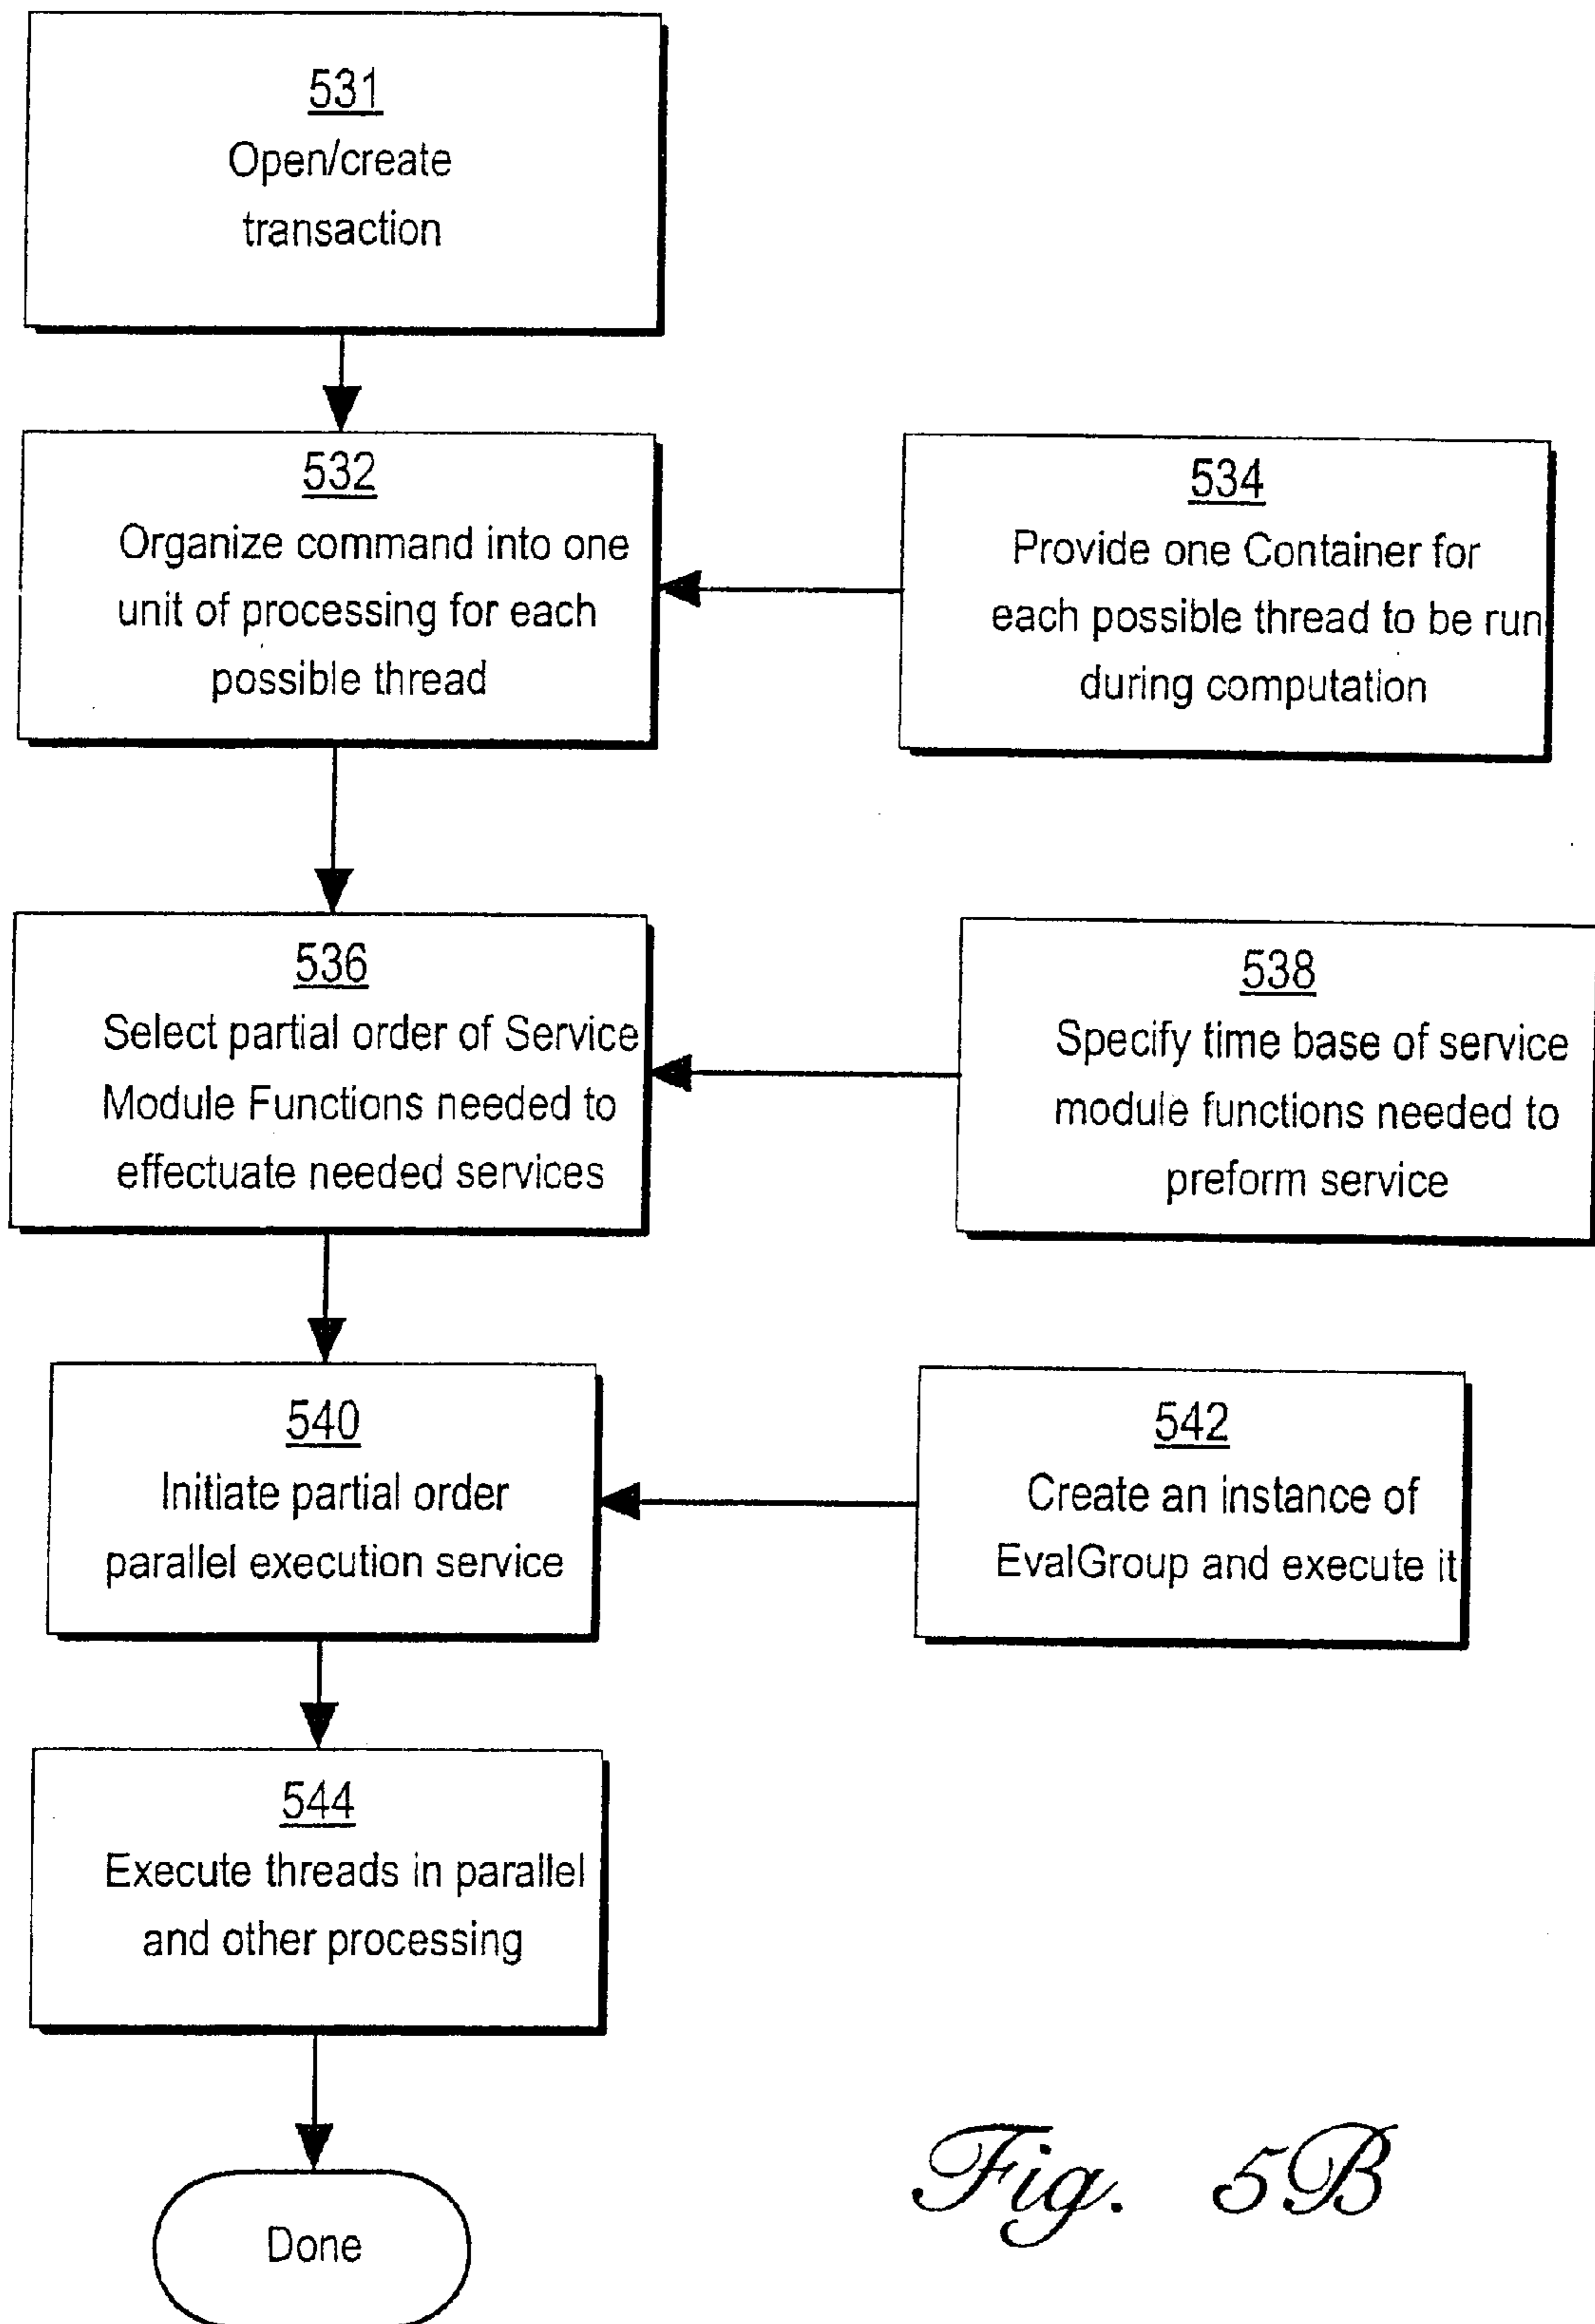 531
Open/create
transaction
532
Organize command into one
unit of processing for each
possible thread
534
Provide one Container for
each possible thread to be run
during computation
536
Select partial order of Service
Module Functions needed to
effectuate needed services
538
Specify time base of service
module functions needed to
preform service
540
Initiate partial order
parallel execution service
542
Create an instance of
EvalGroup and execute it
544
Execute threads in parallel
and other processing
Done
Fig. 5B